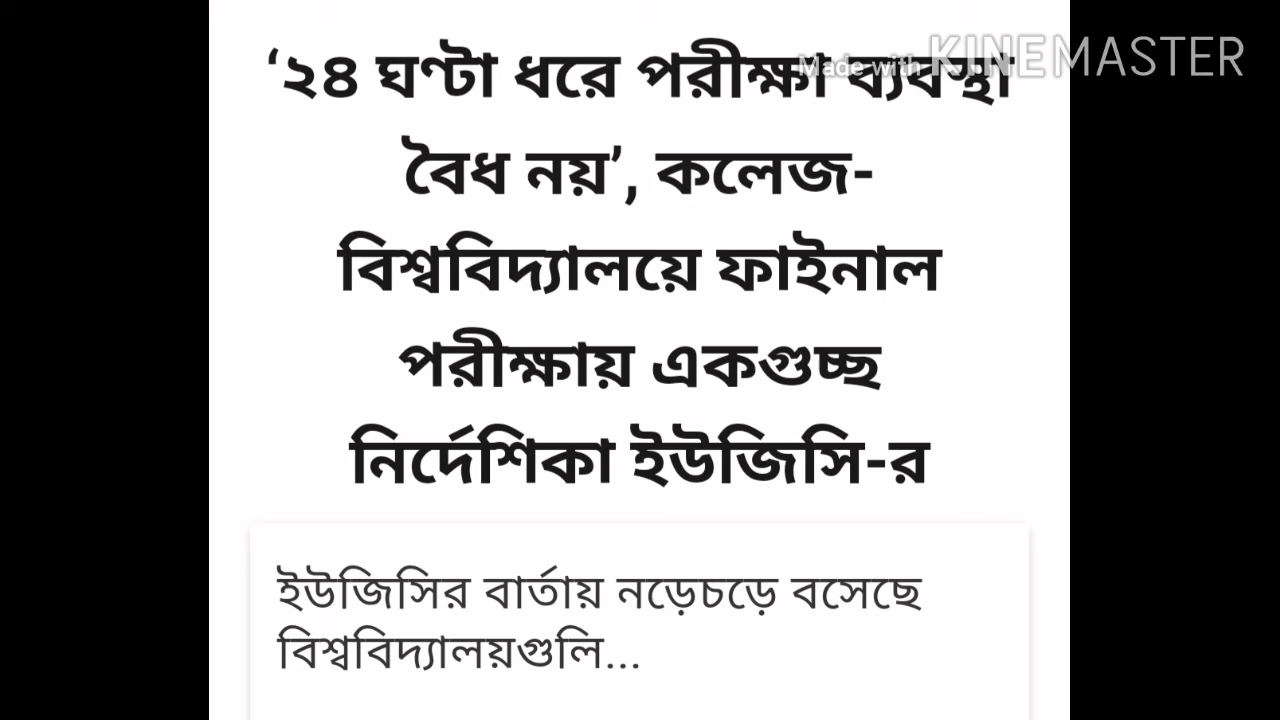 ‘২৪ ঘণ্টা ধরে পরীক্ষা ব্যবস্থা
Made with KINEMASTER
বৈধ নয়’, কলেজ-
বিশ্ববিদ্যালয়ে ফাইনাল
পরীক্ষায় একগুচ্ছ
নির্দেশিকা ইউজিসি-র
ইউজিসির বার্তায় নড়েচড়ে বসেছে
বিশ্ববিদ্যালয়গুলি...